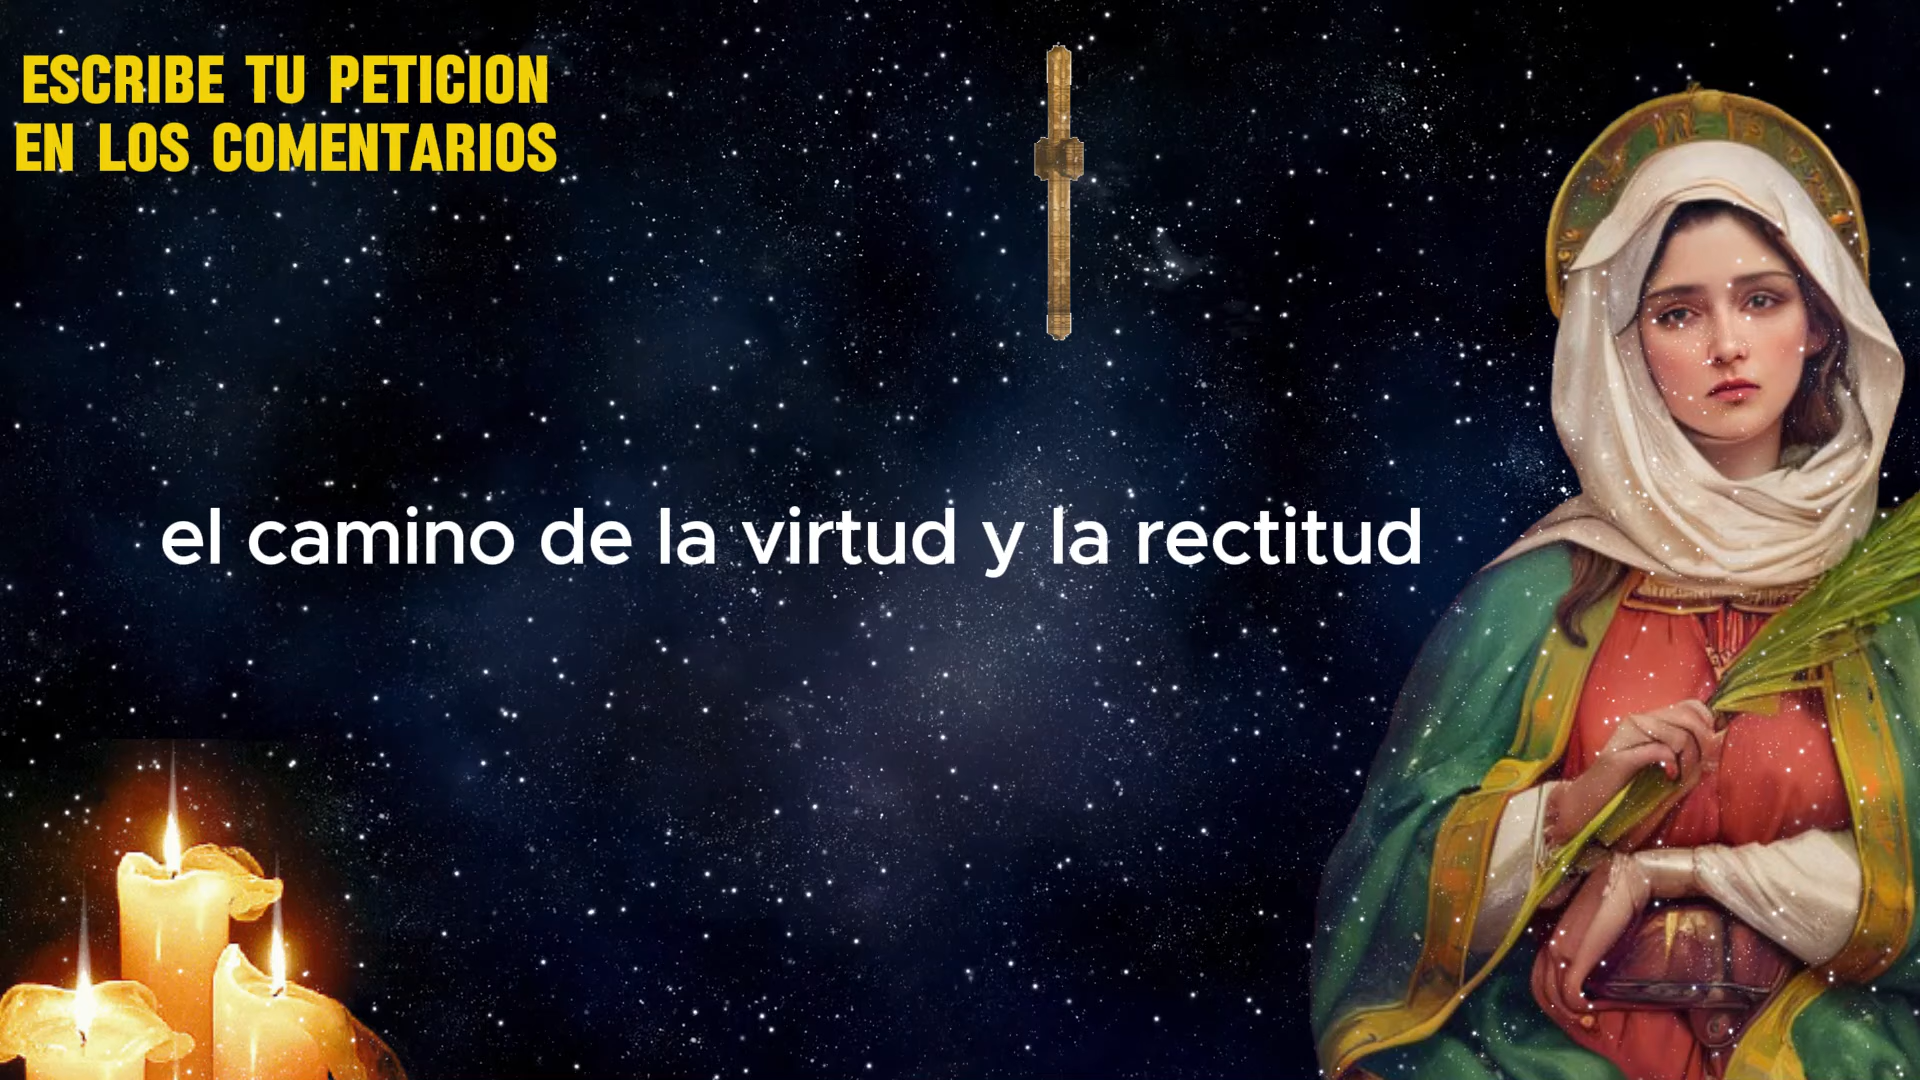 ESCRIBE TU PETICION
EN LOS COMENTARIOS
el camino de la virtud y la rectitud